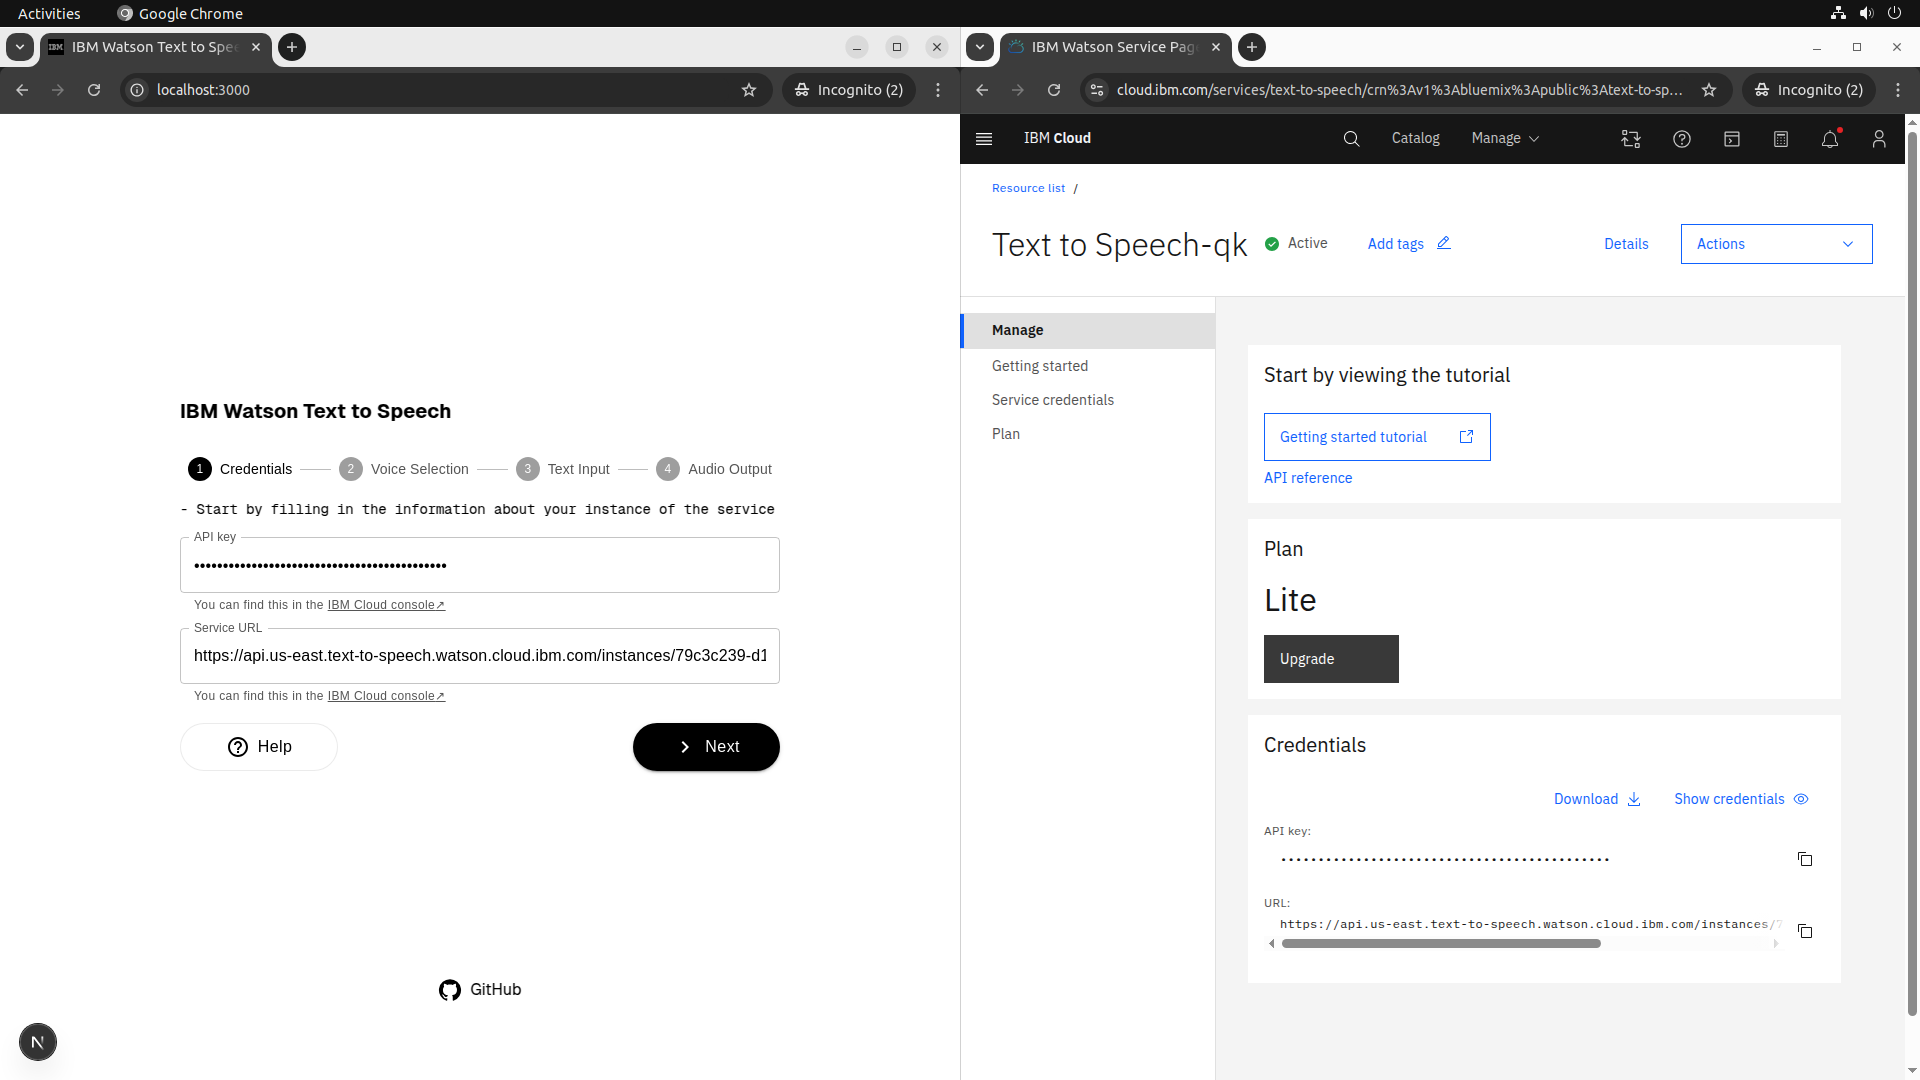 Activities
Google Chrome
IBM Watson Text to Spee
localhost:3000
Incognito (2)
IBM Watson Text to Speech
1 Credentials
2 Voice Selection
3 Text Input
4 Audio Output
- Start by filling in the information about your instance of the service
API key
••••••••••••••••••••••••••••••••••••••••••••
You can find this in the IBM Cloud console↗
Service URL
https://api.us-east.text-to-speech.watson.cloud.ibm.com/instances/79c3c239-d1
You can find this in the IBM Cloud console↗
Help
Next
GitHub
N
IBM Watson Service Page
cloud.ibm.com/services/text-to-speech/crn%3Av1%3Abluemix%3Apublic%3Atext-to-sp...
Incognito (2)
IBM Cloud
Catalog
Manage
Resource list /
Text to Speech-qk
Active
Add tags
Details
Actions
Manage
Getting started
Service credentials
Plan
Start by viewing the tutorial
Getting started tutorial
API reference
Plan
Lite
Upgrade
Credentials
Download
Show credentials
API key:
••••••••••••••••••••••••••••••••••••••••••••
URL:
https://api.us-east.text-to-speech.watson.cloud.ibm.com/instances/7